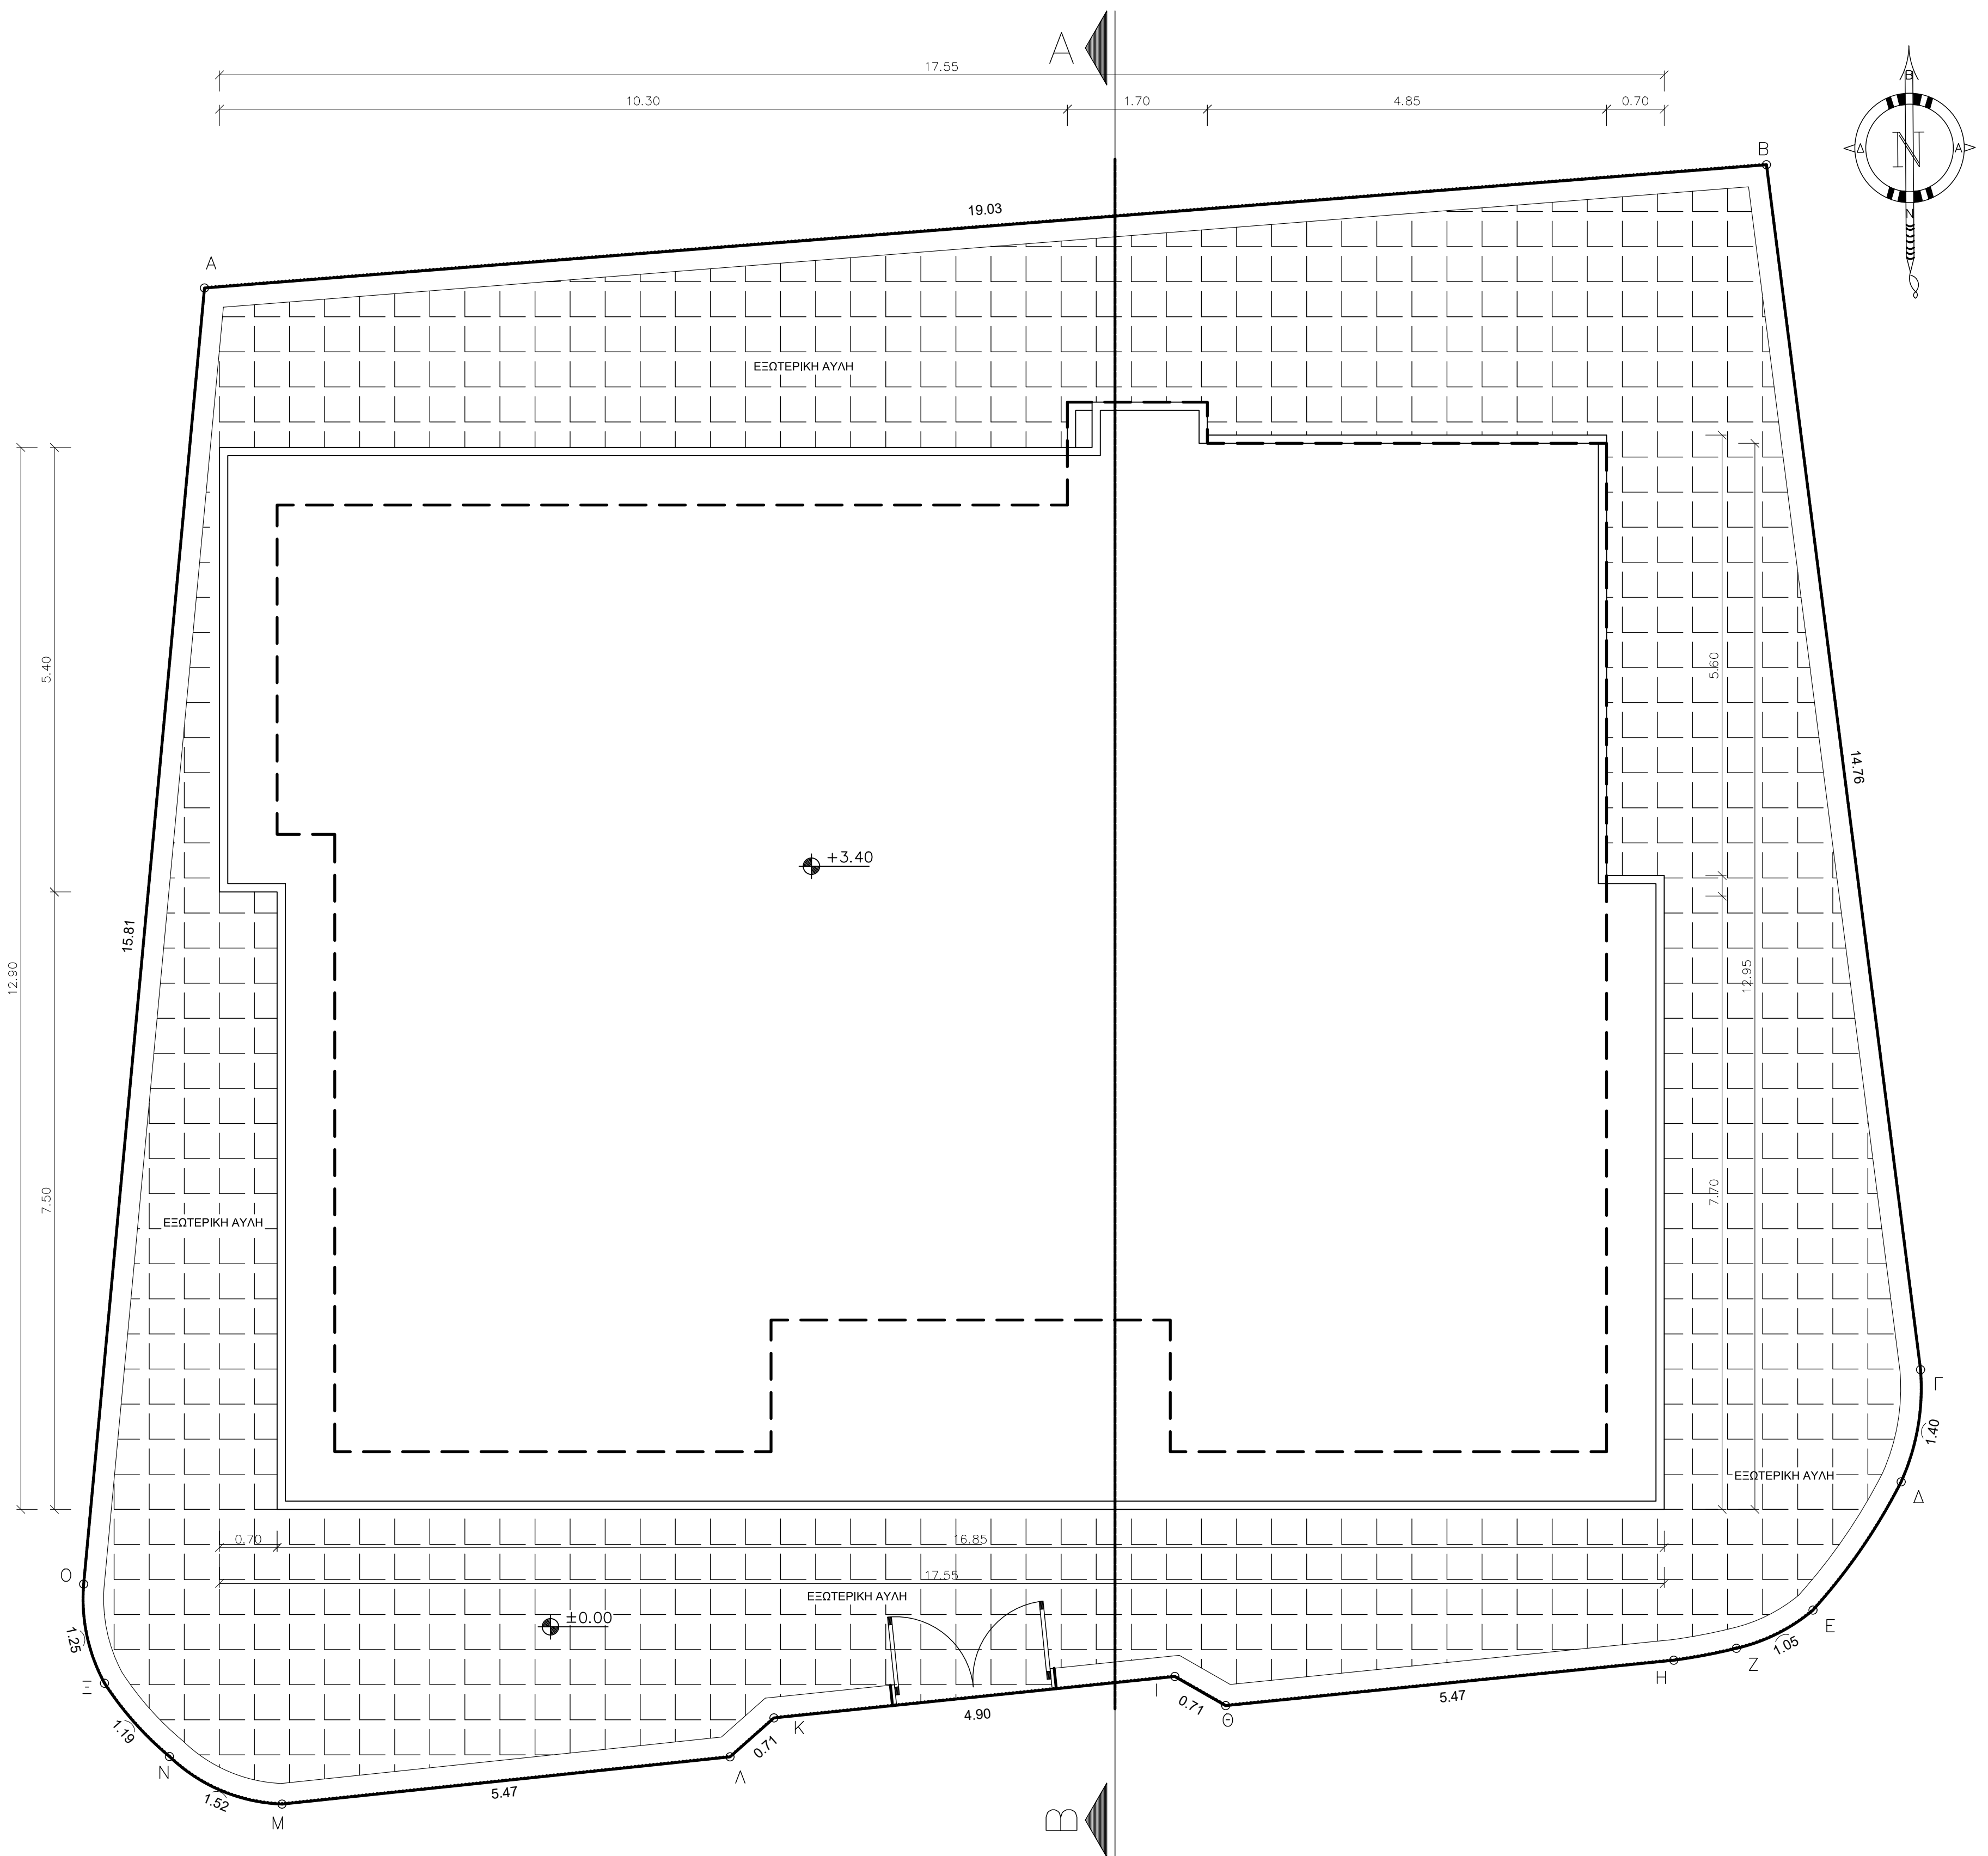 A
17.55
10.30
1.70
4.85
0.70
Β
Δ
N
Α
Ν
Β
19.03
Α
ΕΞΩΤΕΡΙΚΗ ΑΥΛΗ
5.40
5.60
14.76
+3.40
15.81
12.90
12.95
7.50
7.70
ΕΞΩΤΕΡΙΚΗ ΑΥΛΗ
Γ
1.40
ΕΞΩΤΕΡΙΚΗ ΑΥΛΗ
Δ
0.70
16.85
Ο
17.55
ΕΞΩΤΕΡΙΚΗ ΑΥΛΗ
±0.00
1.25
Ε
1.05
Ζ
Η
Ξ
Ι
0.71
5.47
Θ
4.90
Κ
1.19
0.71
Ν
Λ
5.47
1.52
Μ
B